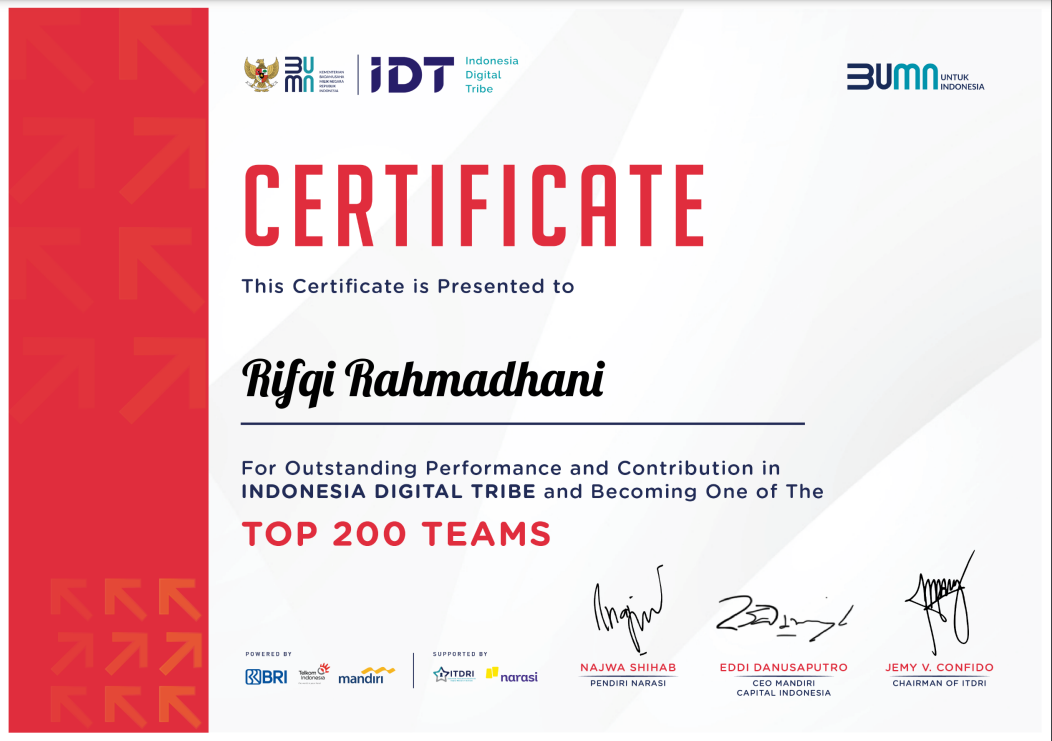 BUMN
KEMENTERIAN
BADAN USAHA
MILIK NEGARA
REPUBLIK
INDONESIA
iDT
Indonesia
Digital
Tribe
BUMN UNTUK
INDONESIA
CERTIFICATE
This Certificate is Presented to
Rifqi Rahmadhani
For Outstanding Performance and Contribution in
INDONESIA DIGITAL TRIBE and Becoming One of The
TOP 200 TEAMS
POWERED BY
BRI
Telkom
Indonesia
mandiri
SUPPORTED BY
ITDRI
narasi
NAJWA SHIHAB
PENDIRI NARASI
EDDI DANUSAPUTRO
CEO MANDIRI
CAPITAL INDONESIA
JEMY V. CONFIDO
CHAIRMAN OF ITDRI